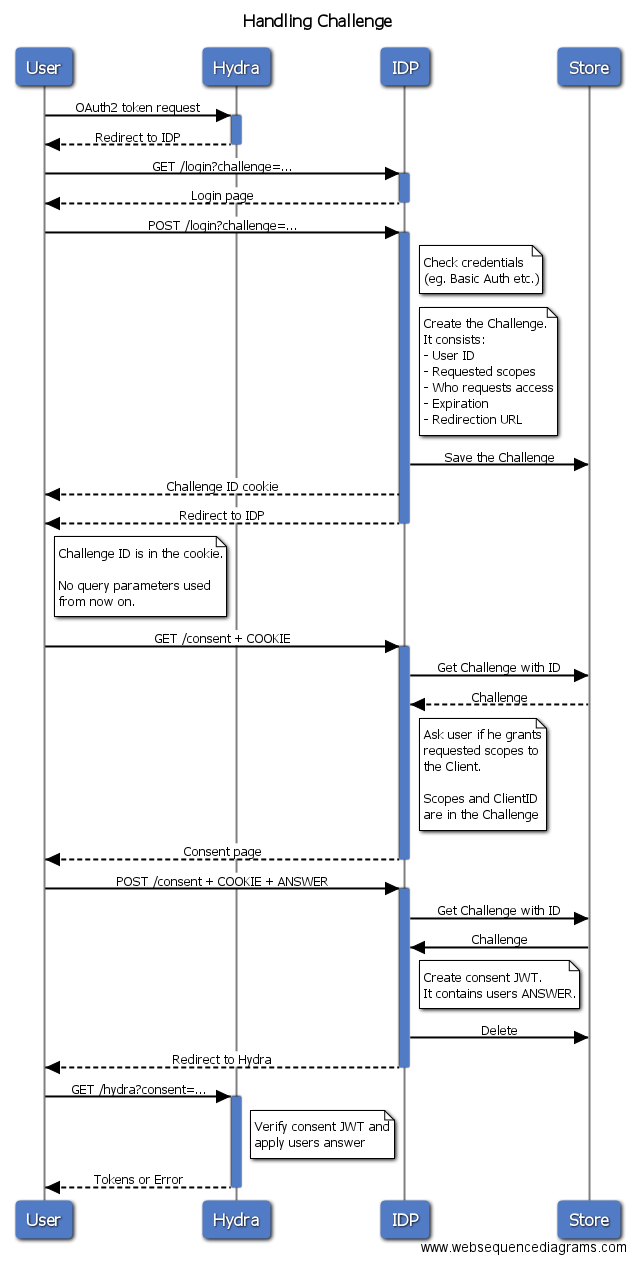 Handling Challenge
User
Hydra
IDP
Store
OAuth2 token request
Redirect to IDP
GET /login?challenge=...
Login page
POST /login?challenge=...
Check credentials
(eg. Basic Auth etc.)
Create the Challenge.
It consists:
- User ID
- Requested scopes
- Who requests access
- Expiration
- Redirection URL
Save the Challenge
Challenge ID cookie
Redirect to IDP
Challenge ID is in the cookie.
No query parameters used
from now on.
GET /consent + COOKIE
Get Challenge with ID
Challenge
Ask user if he grants
requested scopes to
the Client.
Scopes and ClientID
are in the Challenge
Consent page
POST /consent + COOKIE + ANSWER
Get Challenge with ID
Challenge
Create consent JWT.
It contains users ANSWER.
Delete
Redirect to Hydra
GET /hydra?consent=...
Verify consent JWT and
apply users answer
Tokens or Error
User
Hydra
IDP
Store
www.websequencediagrams.com